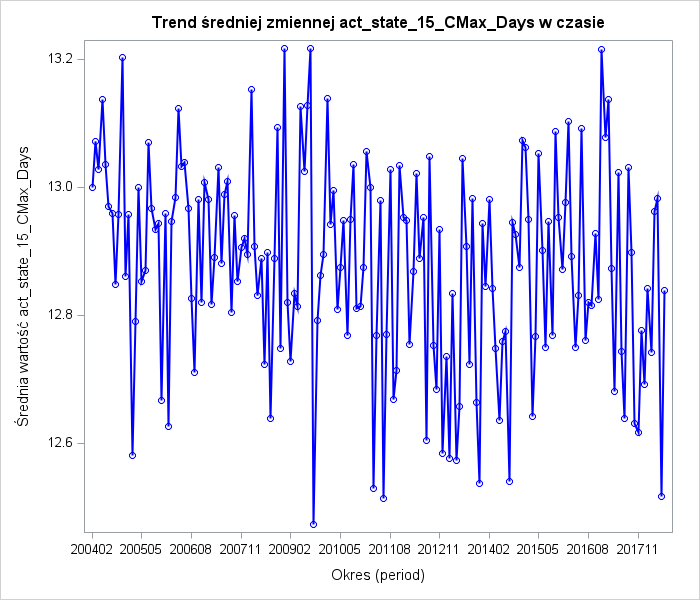 Trend średniej zmiennej act_state_15_CMax_Days w czasie
Średnia wartość act_state_15_CMax_Days
13.2
13.0
12.8
12.6
200402 200505 200608 200711 200902 201005 201108 201211 201402 201505 201608 201711
Okres (period)